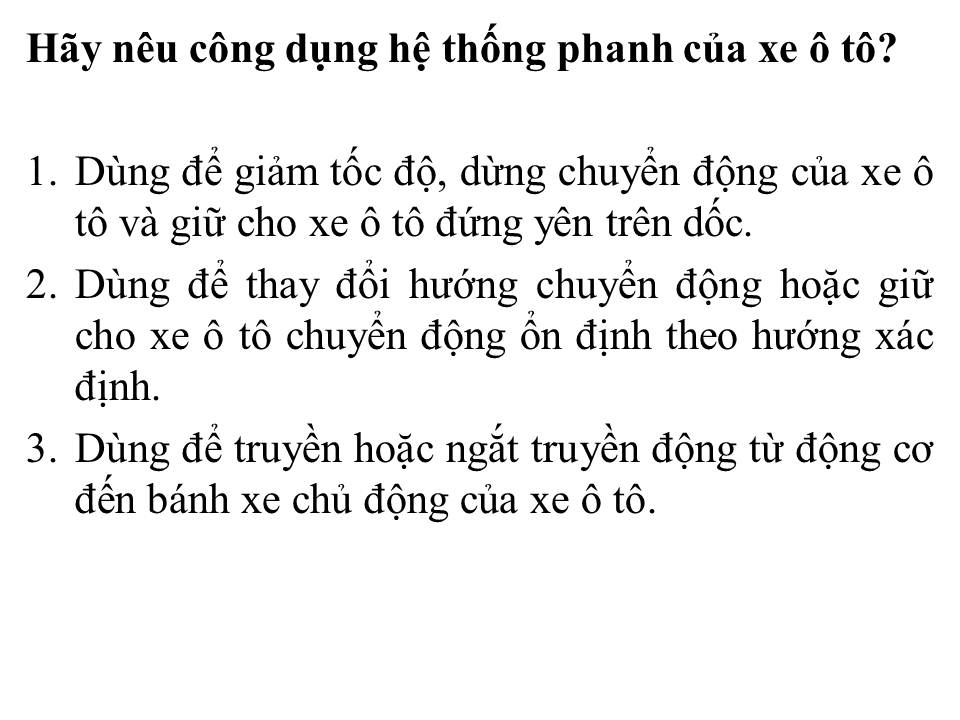 Hãy nêu công dụng hệ thống phanh của xe ô tô?
1. Dùng để giảm tốc độ, dừng chuyển động của xe ô
tô và giữ cho xe ô tô đứng yên trên dốc.
2. Dùng để thay đổi hướng chuyển động hoặc giữ
cho xe ô tô chuyển động ổn định theo hướng xác
định.
3. Dùng để truyền hoặc ngắt truyền động từ động cơ
đến bánh xe chủ động của xe ô tô.